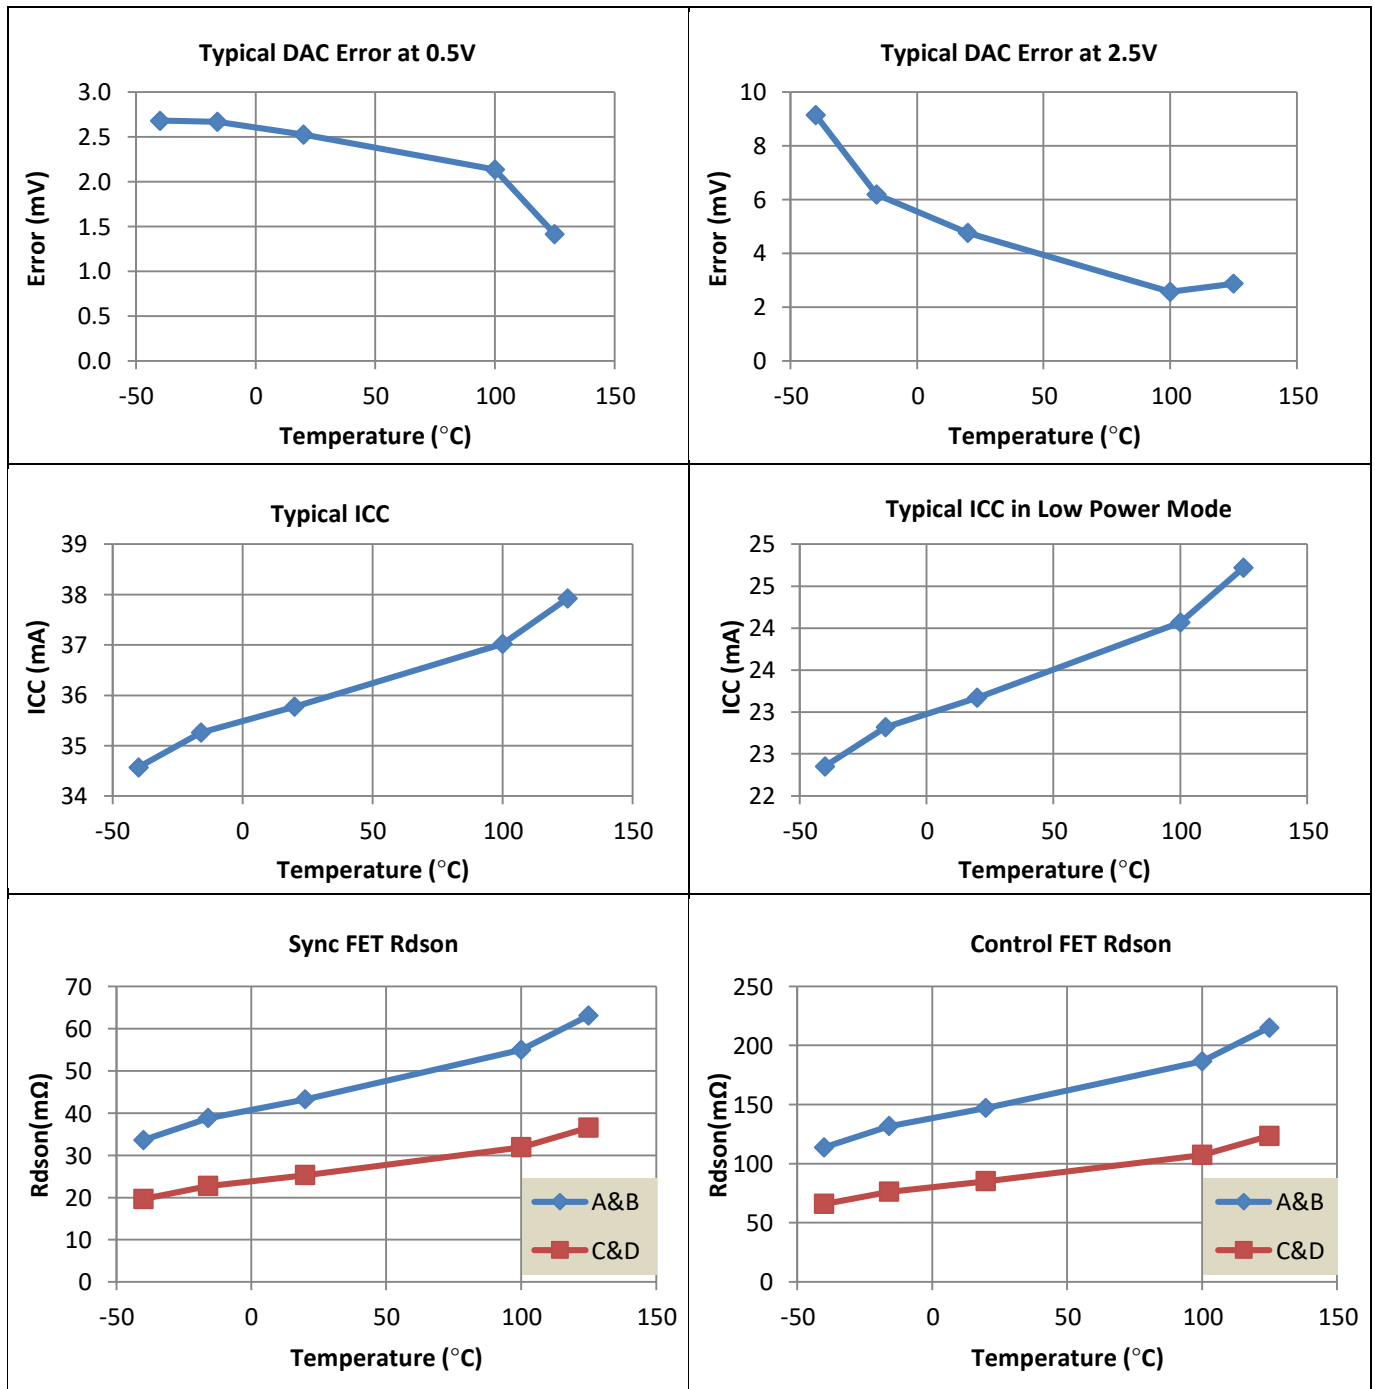 Typical DAC Error at 0.5V
3.0
2.5
2.0
1.5
1.0
0.5
0.0
Error (mV)
-50 0 50 100 150
Temperature (°C)
Typical DAC Error at 2.5V
10
8
6
4
2
0
Error (mV)
-50 0 50 100 150
Temperature (°C)
Typical ICC
39
38
37
36
35
34
ICC (mA)
-50 0 50 100 150
Temperature (°C)
Typical ICC in Low Power Mode
25
25
24
24
23
23
22
ICC (mA)
-50 0 50 100 150
Temperature (°C)
Sync FET Rdson
70
60
50
40
30
20
10
0
Rdson(mΩ)
A&B
C&D
-50 0 50 100 150
Temperature (°C)
Control FET Rdson
250
200
150
100
50
0
Rdson(mΩ)
A&B
C&D
-50 0 50 100 150
Temperature (°C)